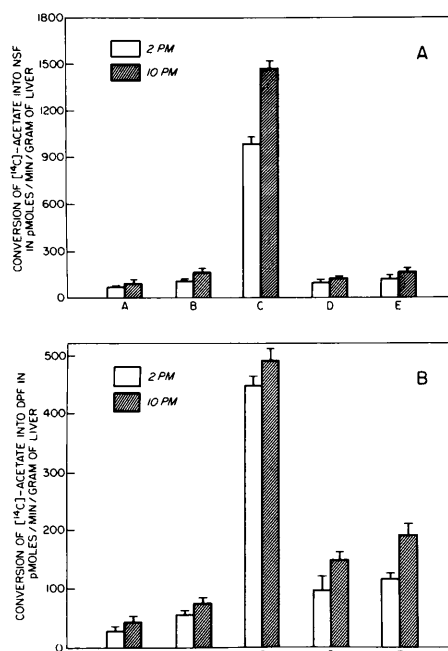 CONVERSION OF [¹⁴C]-ACETATE INTO NSF
IN pMOLES/MIN/GRAM OF LIVER
1800
1500
1200
900
600
300
0
2 PM
10 PM
A
A B C D E
CONVERSION OF [¹⁴C]-ACETATE INTO DPF IN
pMOLES/MIN/GRAM OF LIVER
500
400
300
200
100
0
2 PM
10 PM
B